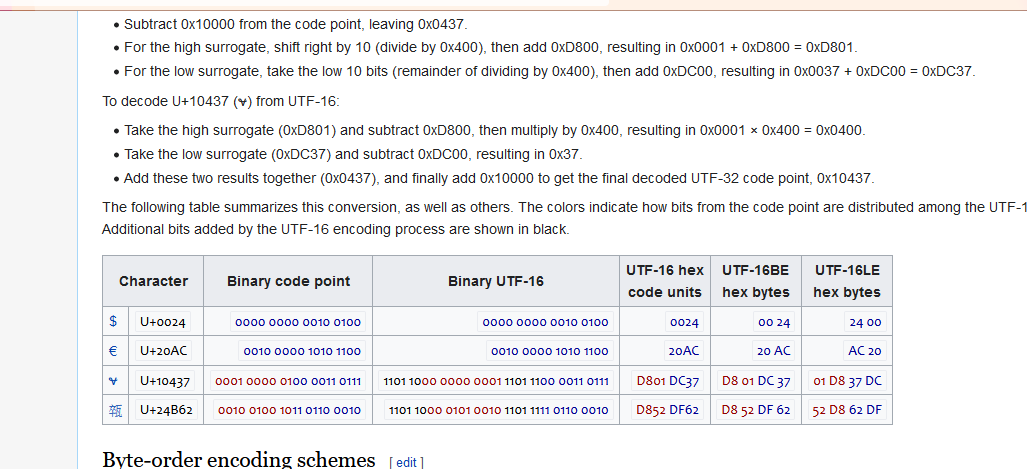 • Subtract 0x10000 from the code point, leaving 0x0437.
• For the high surrogate, shift right by 10 (divide by 0x400), then add 0xD800, resulting in 0x0001 + 0xD800 = 0xD801.
• For the low surrogate, take the low 10 bits (remainder of dividing by 0x400), then add 0xDC00, resulting in 0x0037 + 0xDC00 = 0xDC37.
To decode U+10437 (𐐷) from UTF-16:
• Take the high surrogate (0xD801) and subtract 0xD800, then multiply by 0x400, resulting in 0x0001 × 0x400 = 0x0400.
• Take the low surrogate (0xDC37) and subtract 0xDC00, resulting in 0x37.
• Add these two results together (0x0437), and finally add 0x10000 to get the final decoded UTF-32 code point, 0x10437.
The following table summarizes this conversion, as well as others. The colors indicate how bits from the code point are distributed among the UTF-1
Additional bits added by the UTF-16 encoding process are shown in black.
Character Binary code point Binary UTF-16 UTF-16 hex code units UTF-16BE hex bytes UTF-16LE hex bytes
$ U+0024 0000 0000 0010 0100 0000 0000 0010 0100 0024 00 24 24 00
€ U+20AC 0010 0000 1010 1100 0010 0000 1010 1100 20AC 20 AC AC 20
𐐷 U+10437 0001 0000 0100 0011 0111 1101 1000 0000 0001 1101 1100 0011 0111 D801 DC37 D8 01 DC 37 01 D8 37 DC
𤭢 U+24B62 0010 0100 1011 0110 0010 1101 1000 0101 0010 1101 1111 0110 0010 D852 DF62 D8 52 DF 62 52 D8 62 DF
Byte-order encoding schemes [ edit ]